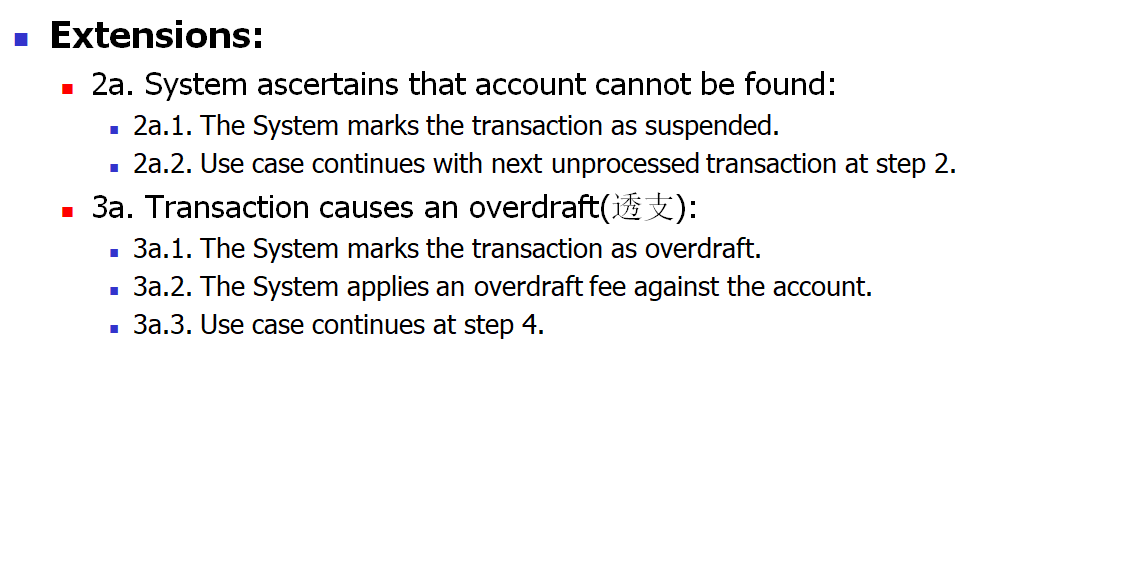 Extensions:
2a. System ascertains that account cannot be found:
2a.1. The System marks the transaction as suspended.
2a.2. Use case continues with next unprocessed transaction at step 2.
3a. Transaction causes an overdraft(透支):
3a.1. The System marks the transaction as overdraft.
3a.2. The System applies an overdraft fee against the account.
3a.3. Use case continues at step 4.